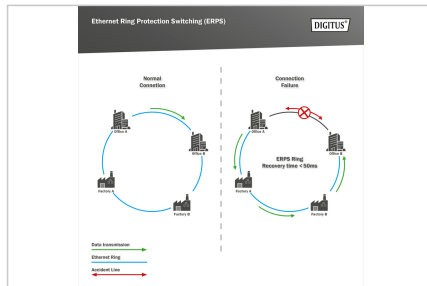 Ethernet Ring Protection Switching (ERPS)
DIGITUS®
Normal
Connetion
Connection
Failure
Office A
Office B
Factory A
Factory B
Office A
Office B
ERPS Ring
Recovery time <50ms
Factory A
Factory B
Data transmission
Ethernet Ring
Accident Line